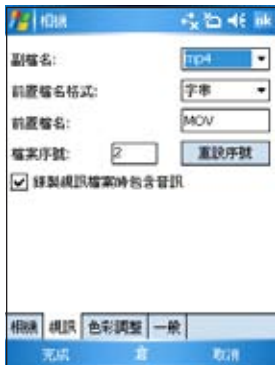 相機
ok
副檔名:
mp4
前置檔名格式:
字串
前置檔名:
MOV
檔案序號:
2
重設序號
錄製視訊檔案時包含音訊
相機 視訊 色彩調整 一般
完成
取消